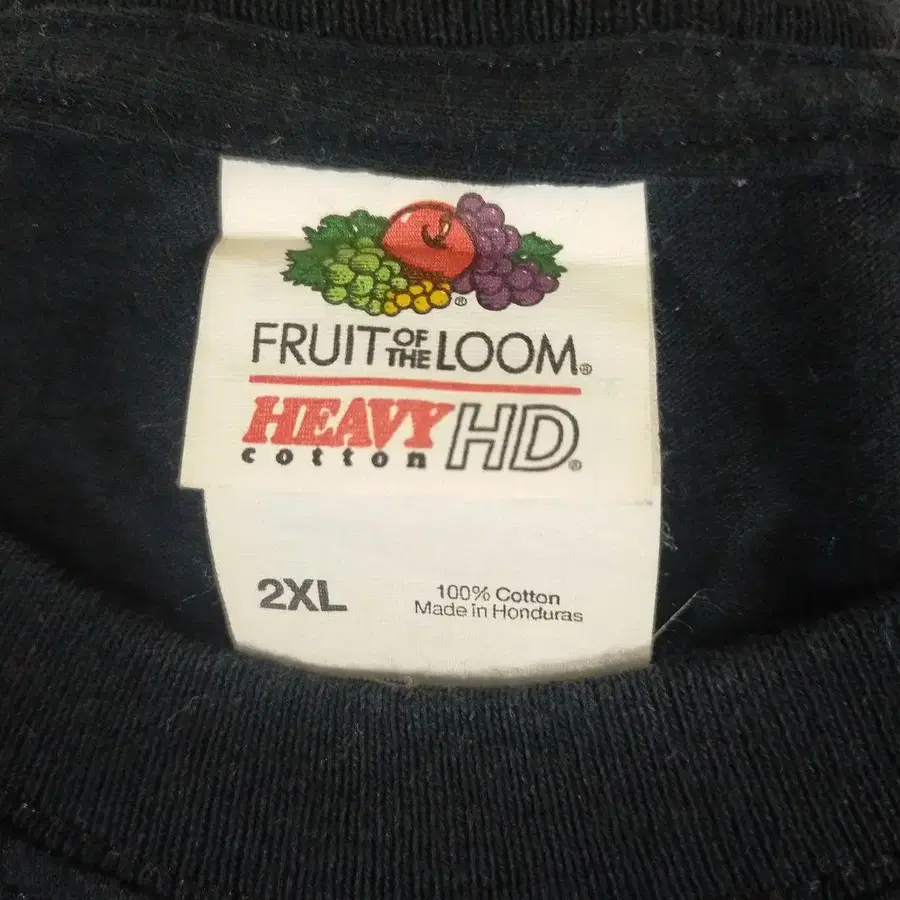 ®
FRUIT OF THE LOOM®
HEAVY HD®
cotton
2XL
100% Cotton
Made in Honduras